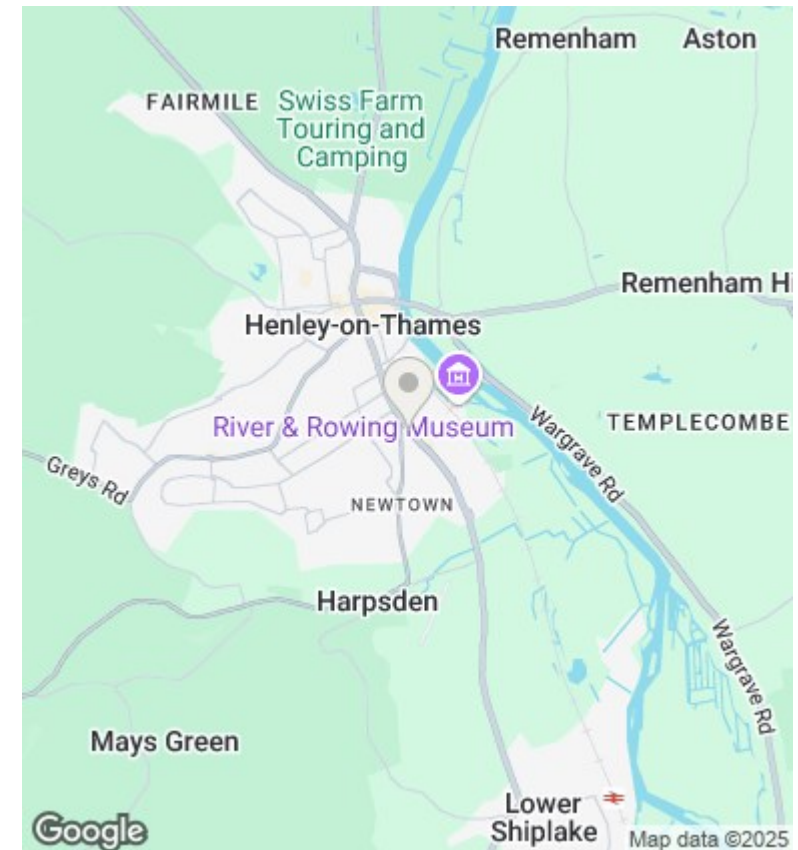 Remenham
Aston
FAIRMILE
Swiss Farm
Touring and
Camping
Remenham Hi
Henley-on-Thames
River & Rowing Museum
Wargrave Rd
TEMPLECOMBE
Greys Rd
NEWTOWN
Harpsden
Wargrave Rd
Mays Green
Lower
Shiplake
Google
Map data ©2025